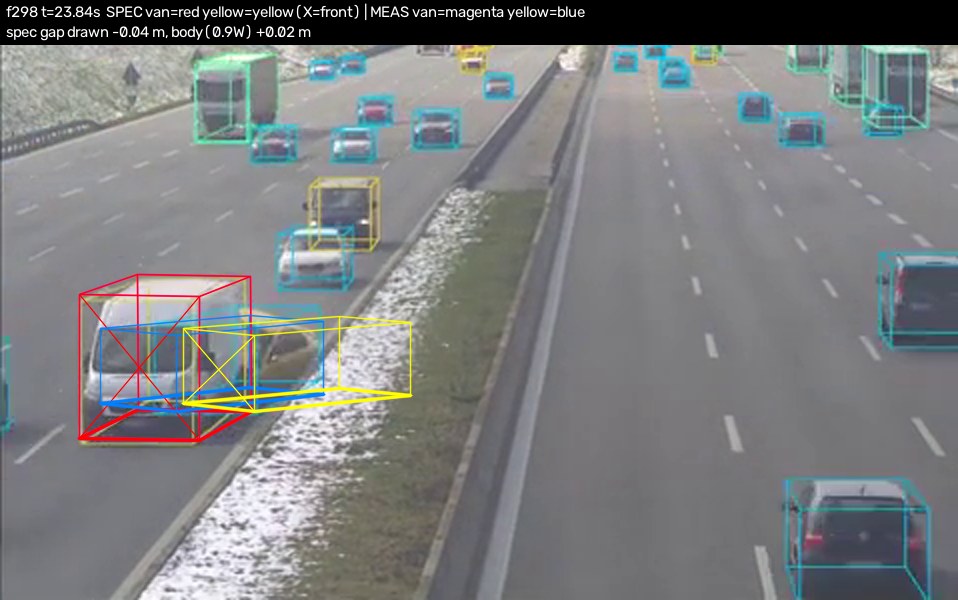 f298 t=23.84s SPEC van=red yellow=yellow (X=front) | MEAS van=magenta yellow=blue
spec gap drawn -0.04 m, body (0.9W) +0.02 m